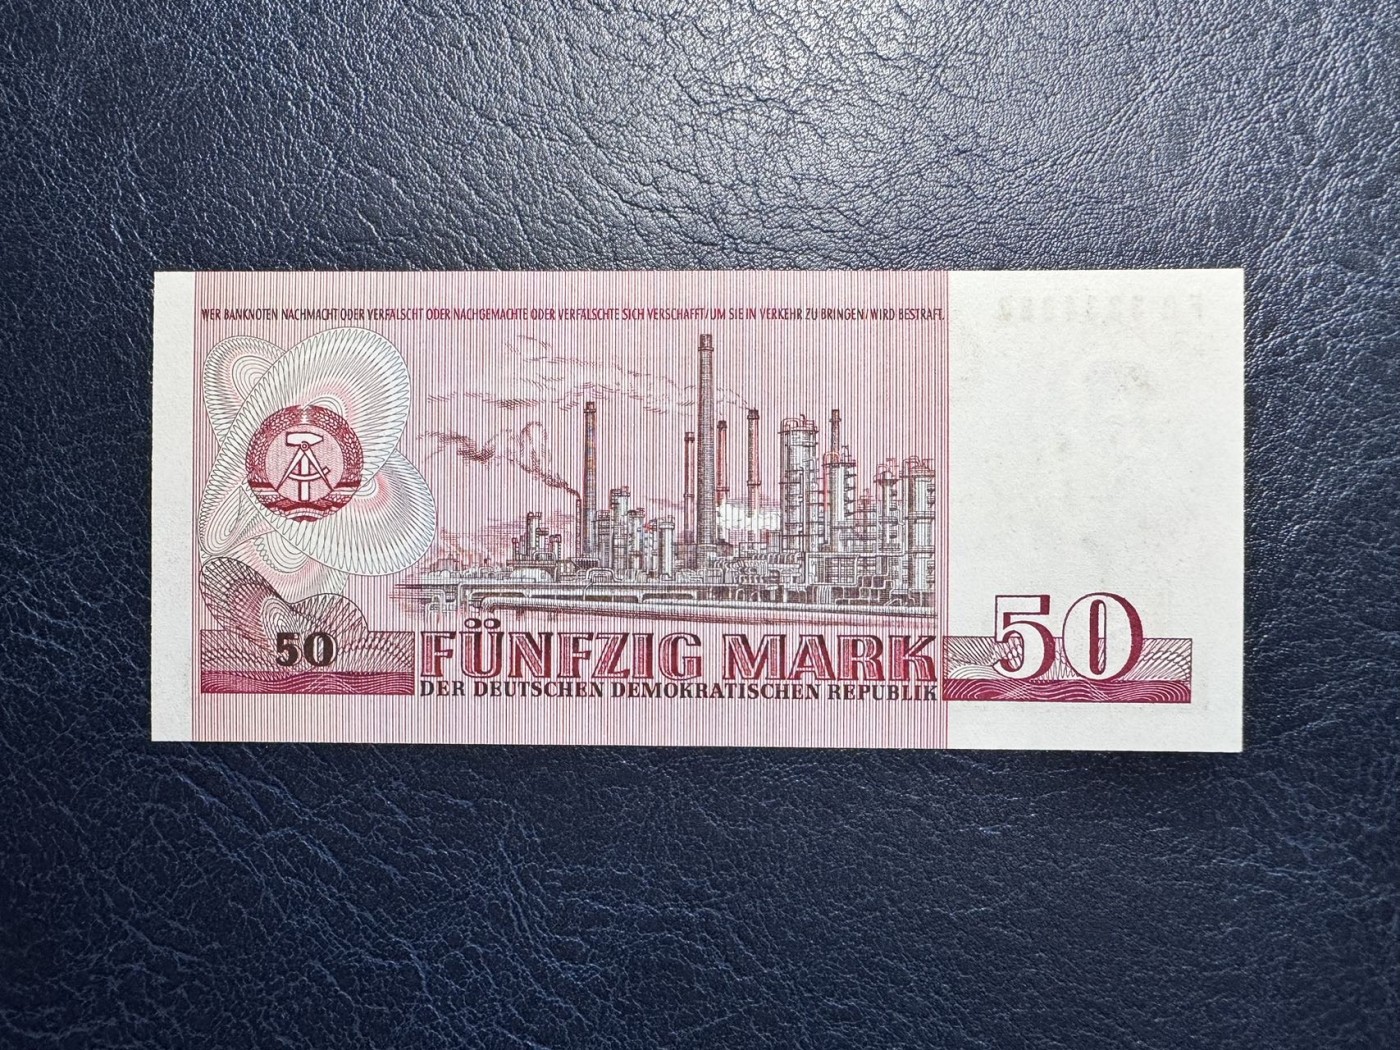 WER BANKNOTEN NACHMACHT ODER VERFÄLSCHT ODER NACHGEMACHTE ODER VERFÄLSCHTE SICH VERSCHAFFT/UM SIE IN VERKEHR ZU BRINGEN/WIRD BESTRAFT.
50
50
FÜNFZIG MARK
DER DEUTSCHEN DEMOKRATISCHEN REPUBLIK